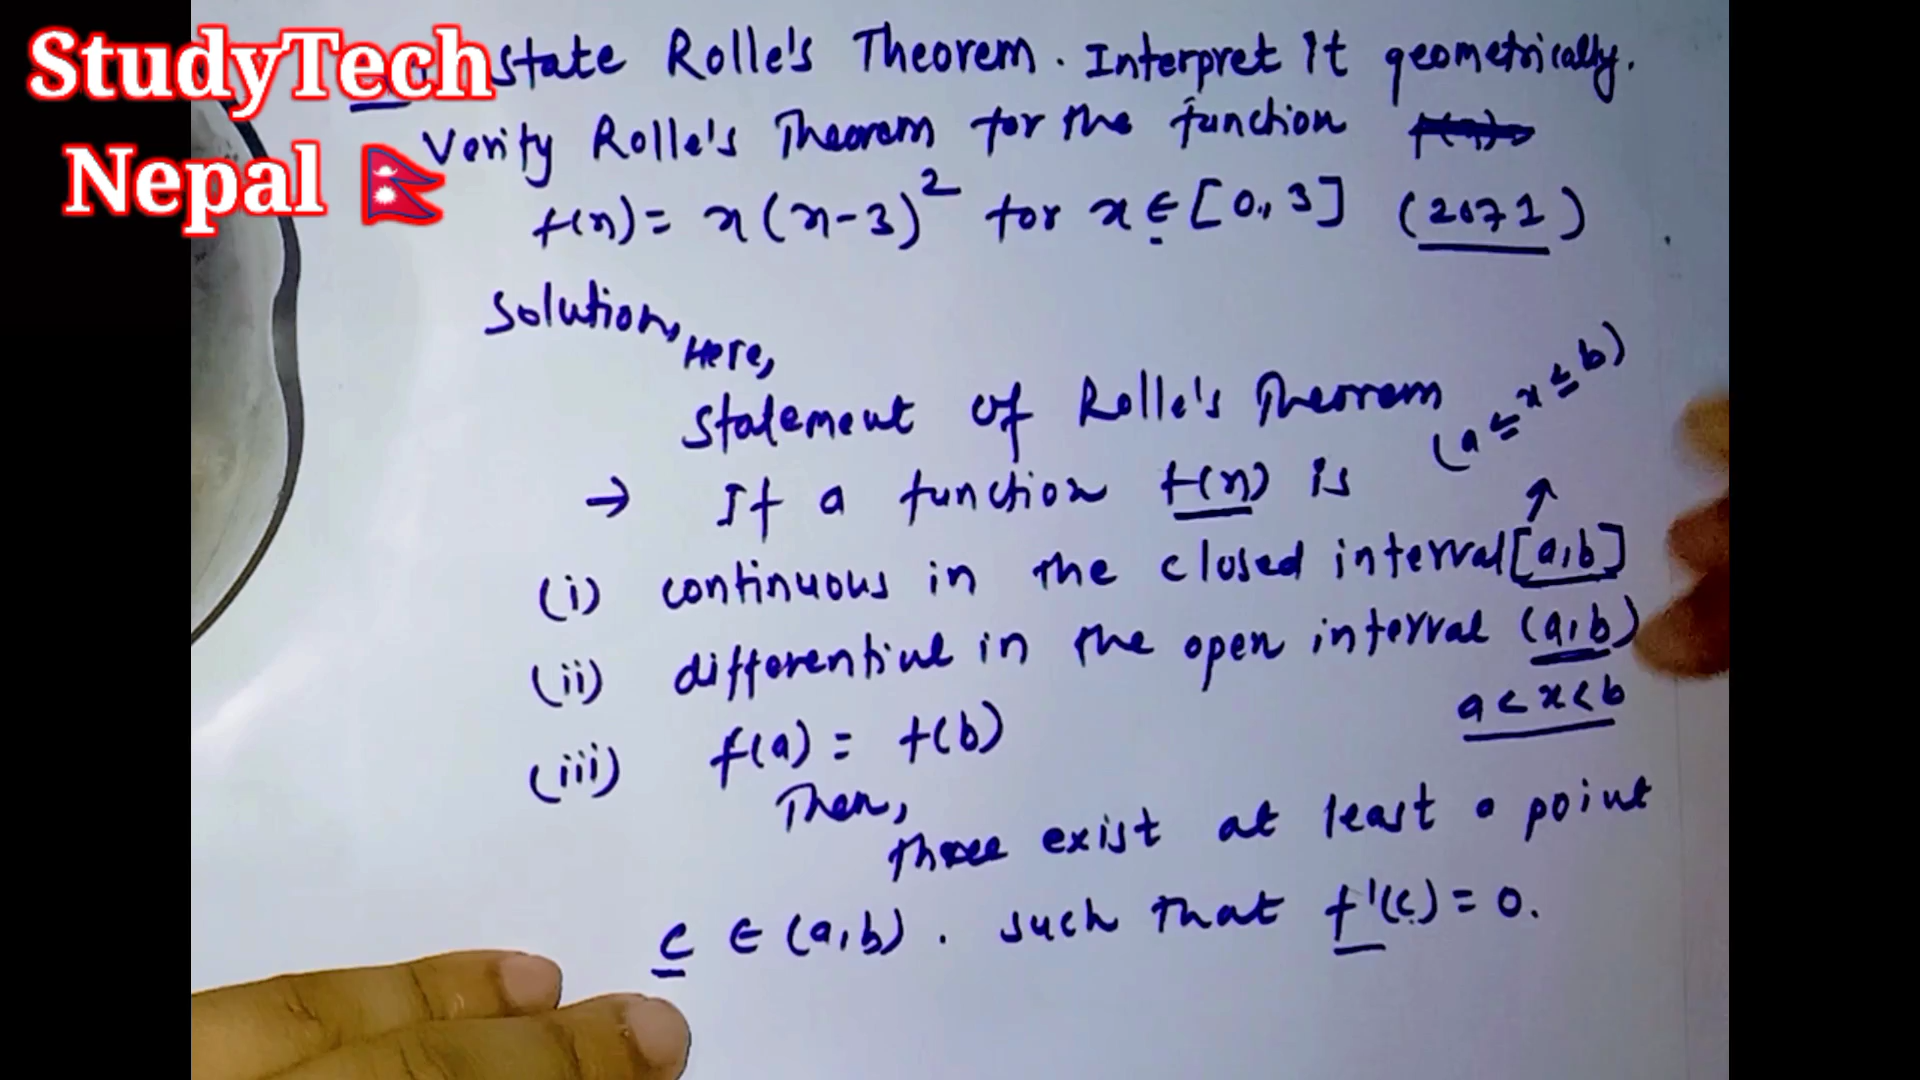 StudyTech
Nepal
State Rolle's Theorem. Interpret It geometrically.
Verify Rolle's Theorem for the function
f(x) = x(x-3)² for x ∈ [0, 3] (2071)
Solution,
Here,
Statement of Rolle's Theorem
(a ≤ x ≤ b)
→ If a function f(x) is
(i) continuous in the closed interval [a,b]
(ii) in the open interval (a,b)
a < x < b
(iii) f(a) = f(b)
Then,
there exist at least a point
c ∈ (a,b). such that f'(c) = 0.